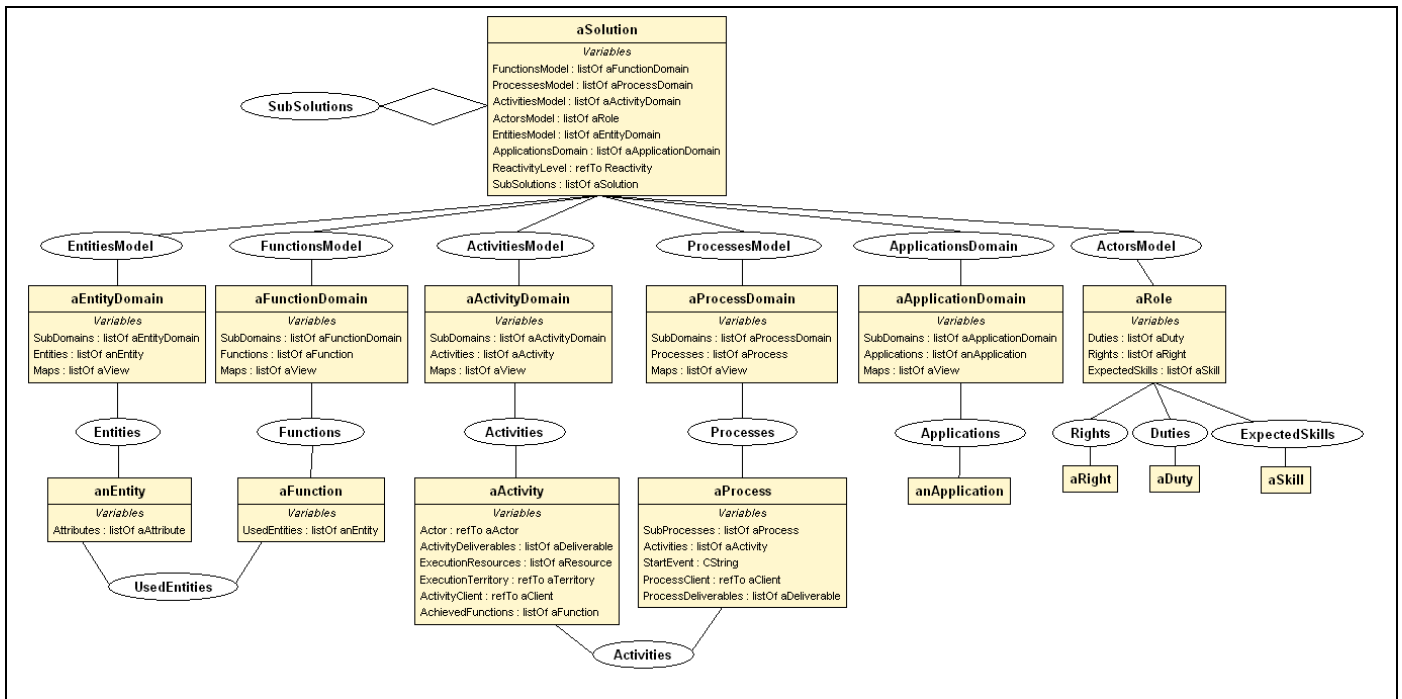 aSolution
Variables
FunctionsModel : listOf aFunctionDomain
ProcessesModel : listOf aProcessDomain
ActivitiesModel : listOf aActivityDomain
ActorsModel : listOf aRole
EntitiesModel : listOf aEntityDomain
ApplicationsDomain : listOf aApplicationDomain
ReactivityLevel : refTo Reactivity
SubSolutions : listOf aSolution
SubSolutions
EntitiesModel
FunctionsModel
ActivitiesModel
ProcessesModel
ApplicationsDomain
ActorsModel
aEntityDomain
Variables
SubDomains : listOf aEntityDomain
Entities : listOf anEntity
Maps : listOf aView
aFunctionDomain
Variables
SubDomains : listOf aFunctionDomain
Functions : listOf aFunction
Maps : listOf aView
aActivityDomain
Variables
SubDomains : listOf aActivityDomain
Activities : listOf aActivity
Maps : listOf aView
aProcessDomain
Variables
SubDomains : listOf aProcessDomain
Processes : listOf aProcess
Maps : listOf aView
aApplicationDomain
Variables
SubDomains : listOf aApplicationDomain
Applications : listOf anApplication
Maps : listOf aView
aRole
Variables
Duties : listOf aDuty
Rights : listOf aRight
ExpectedSkills : listOf aSkill
Entities
Functions
Activities
Processes
Applications
Rights
Duties
ExpectedSkills
anEntity
Variables
Attributes : listOf aAttribute
aFunction
Variables
UsedEntities : listOf anEntity
aActivity
Variables
Actor : refTo aActor
ActivityDeliverables : listOf aDeliverable
ExecutionResources : listOf aResource
ExecutionTerritory : refTo aTerritory
ActivityClient : refTo aClient
AchievedFunctions : listOf aFunction
aProcess
Variables
SubProcesses : listOf aProcess
Activities : listOf aActivity
StartEvent : CString
ProcessClient : refTo aClient
ProcessDeliverables : listOf aDeliverable
anApplication
aRight
aDuty
aSkill
UsedEntities
Activities